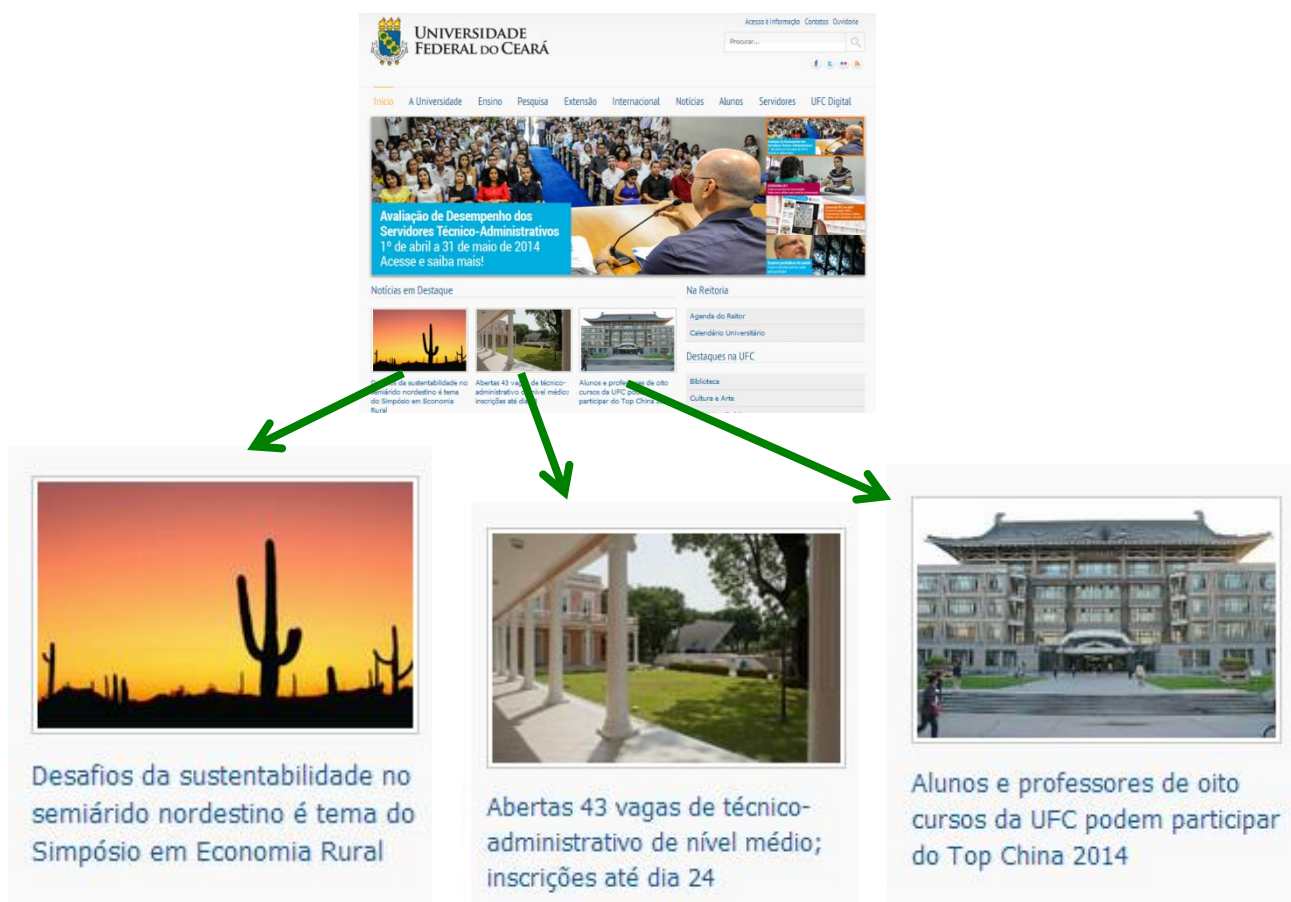 Acesso à Informação Contatos Ouvidoria
UNIVERSIDADE
FEDERAL DO CEARÁ
Procurar...
Início A Universidade Ensino Pesquisa Extensão Internacional Notícias Alunos Servidores UFC Digital
Avaliação de Desempenho dos
Servidores Técnico-Administrativos
1º de abril a 31 de maio de 2014
Acesse e saiba mais!
Notícias em Destaque
da sustentabilidade no
semiárido nordestino é tema
do Simpósio em Economia
Rural
Abertas 43 vagas de técnico-
administrativo de nível médio;
inscrições até dia
Alunos e professores de oito
cursos da UFC podem
participar do Top China
Na Reitoria
Agenda do Reitor
Calendário Universitário
Destaques na UFC
Biblioteca
Cultura e Arte
Desafios da sustentabilidade no
semiárido nordestino é tema do
Simpósio em Economia Rural
Abertas 43 vagas de técnico-
administrativo de nível médio;
inscrições até dia 24
Alunos e professores de oito
cursos da UFC podem participar
do Top China 2014